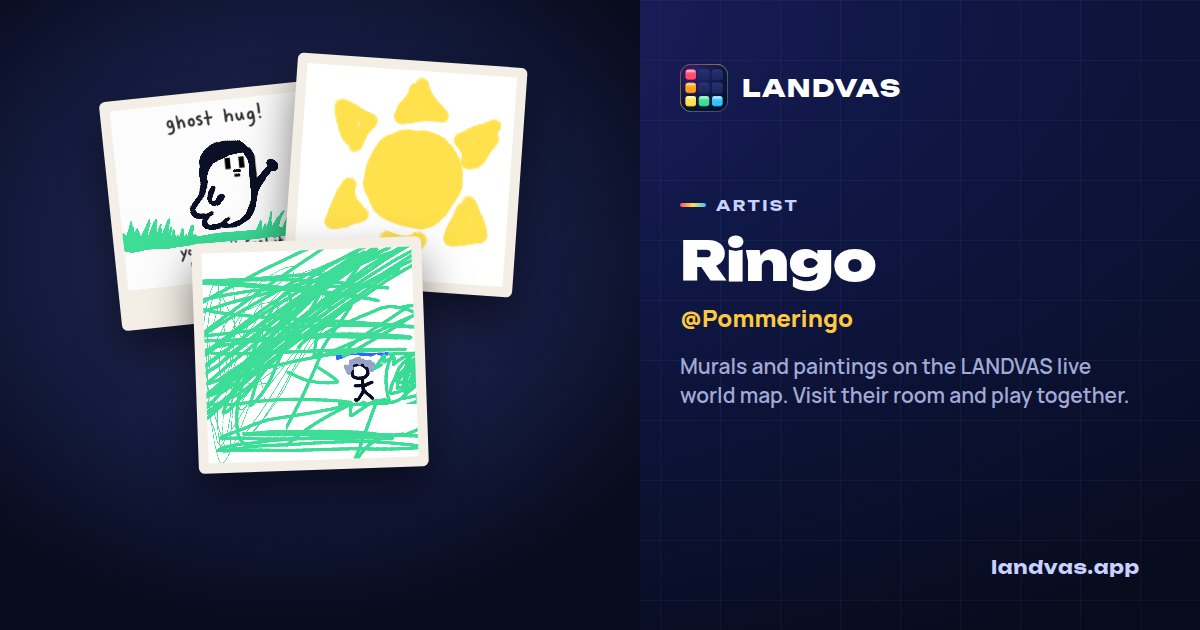 ghost hug!
LANDVAS
ARTIST
Ringo
@Pommeringo
Murals and paintings on the LANDVAS live
world map. Visit their room and play together.
landvas.app